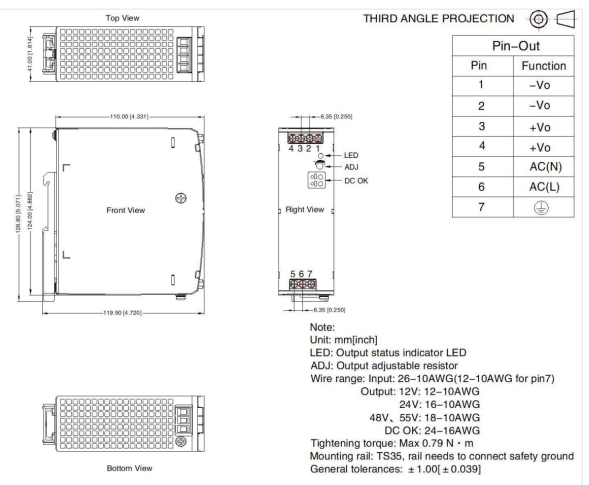 Top View
THIRD ANGLE PROJECTION
41.00 [1.614]
Pin–Out
Pin Function
1 –Vo
2 –Vo
3 +Vo
4 +Vo
5 AC(N)
6 AC(L)
7
110.00 [4.331]
6.35 [0.250]
4 3 2 1
LED
ADJ
DC OK
128.80 [5.071]
124.00 [4.882]
Front View
Right View
5 6 7
119.90 [4.720]
6.35 [0.250]
Note:
Unit: mm[inch]
LED: Output status indicator LED
ADJ: Output adjustable resistor
Wire range: Input: 26–10AWG(12–10AWG for pin7)
Output: 12V: 12–10AWG
24V: 16–10AWG
48V、55V: 18–10AWG
DC OK: 24–16AWG
Tightening torque: Max 0.79 N・m
Mounting rail: TS35, rail needs to connect safety ground
General tolerances: ±1.00[±0.039]
Bottom View